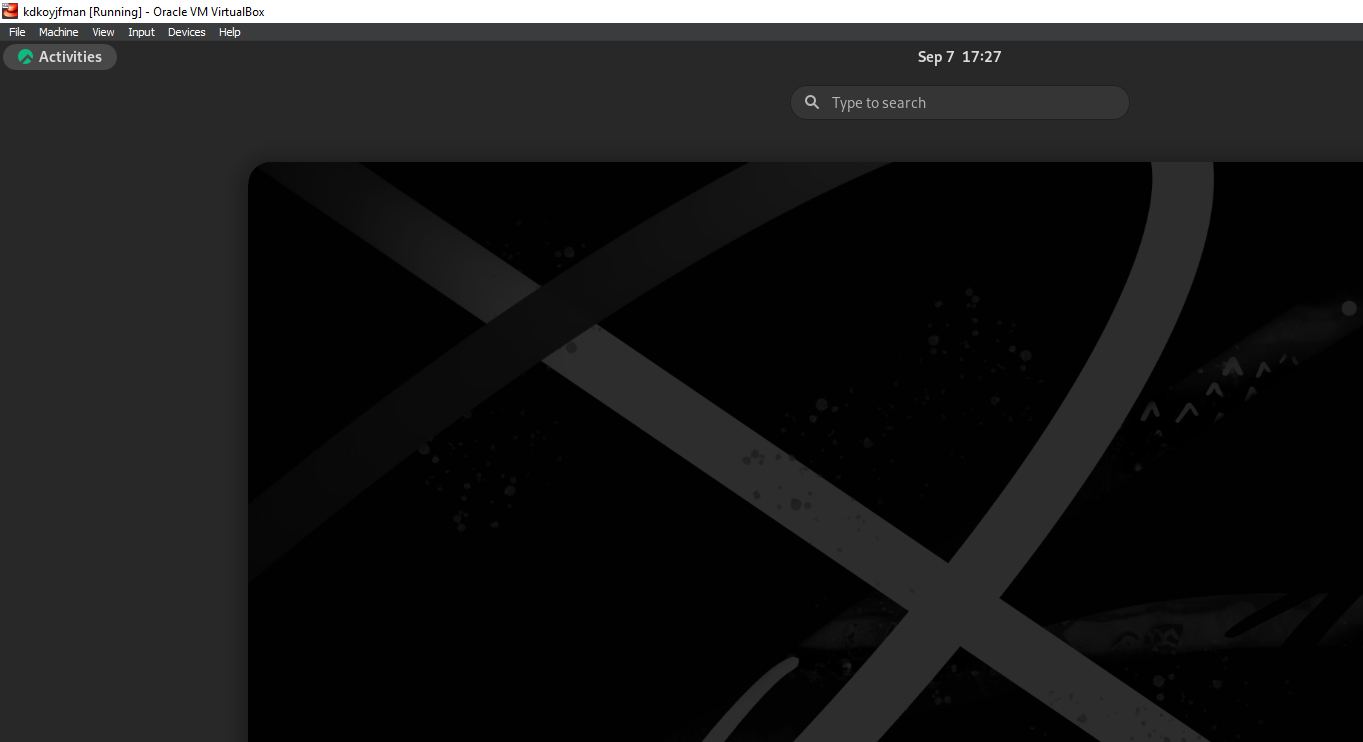 kdkoyjfman [Running] - Oracle VM VirtualBox
File Machine View Input Devices Help
Activities Sep 7 17:27
Type to search